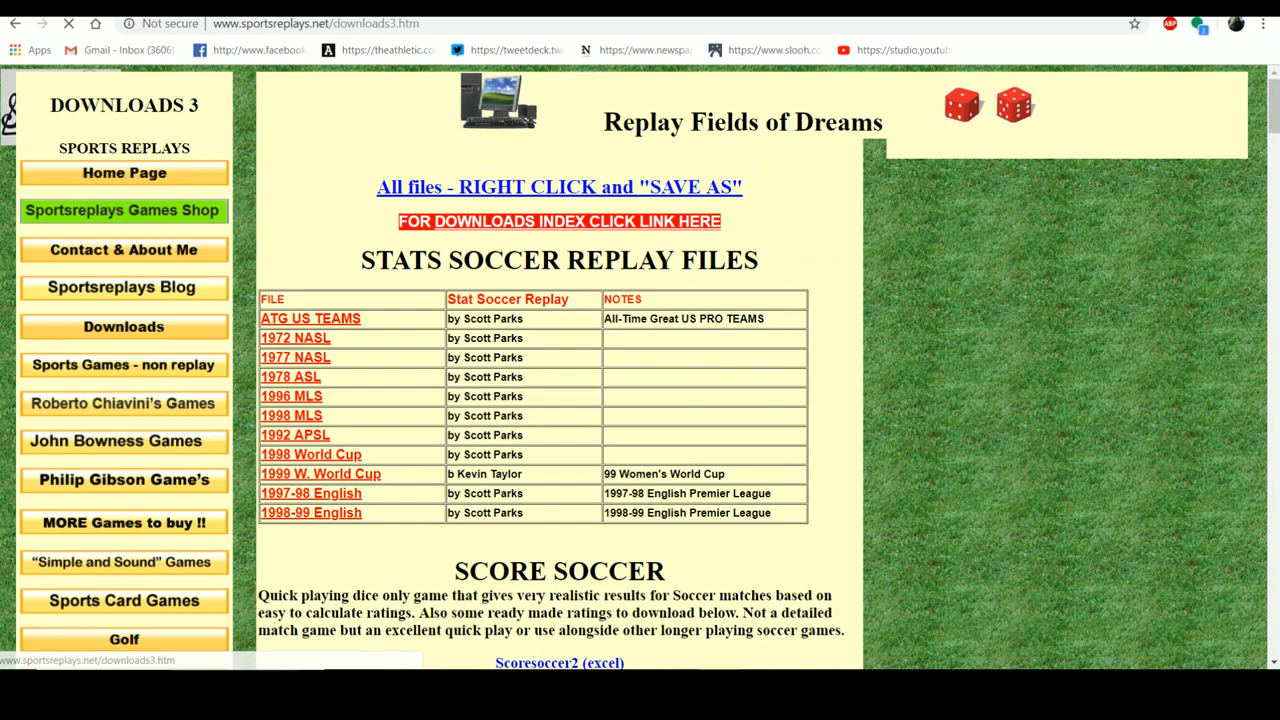 Not secure | www.sportsreplays.net/downloads3.htm
Apps Gmail - Inbox (3606) http://www.facebook https://theathletic.co https://tweetdeck.tw https://www.newspa https://www.slooh.co https://studio.youtub
ABP
DOWNLOADS 3
SPORTS REPLAYS
Home Page
Sportsreplays Games Shop
Contact & About Me
Sportsreplays Blog
Downloads
Sports Games - non replay
Roberto Chiavini's Games
John Bowness Games
Philip Gibson Game's
MORE Games to buy !!
“Simple and Sound” Games
Sports Card Games
Golf
www.sportsreplays.net/downloads3.htm
Replay Fields of Dreams
All files - RIGHT CLICK and "SAVE AS"
FOR DOWNLOADS INDEX CLICK LINK HERE
STATS SOCCER REPLAY FILES
FILE Stat Soccer Replay NOTES
ATG US TEAMS by Scott Parks All-Time Great US PRO TEAMS
1972 NASL by Scott Parks
1977 NASL by Scott Parks
1978 ASL by Scott Parks
1996 MLS by Scott Parks
1998 MLS by Scott Parks
1992 APSL by Scott Parks
1998 World Cup by Scott Parks
1999 W. World Cup b Kevin Taylor 99 Women's World Cup
1997-98 English by Scott Parks 1997-98 English Premier League
1998-99 English by Scott Parks 1998-99 English Premier League
SCORE SOCCER
Quick playing dice only game that gives very realistic results for Soccer matches based on
easy to calculate ratings. Also some ready made ratings to download below. Not a detailed
match game but an excellent quick play or use alongside other longer playing soccer games.
Scoresoccer2 (excel)